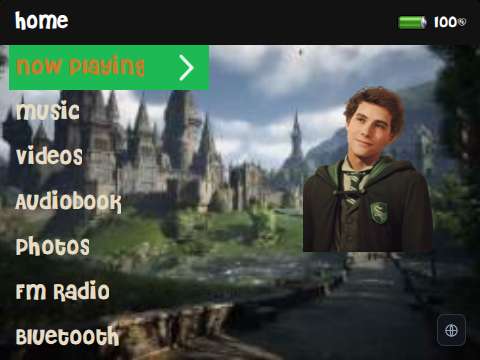 Home
100%
Now Playing
Music
Videos
Audiobook
Photos
FM Radio
Bluetooth